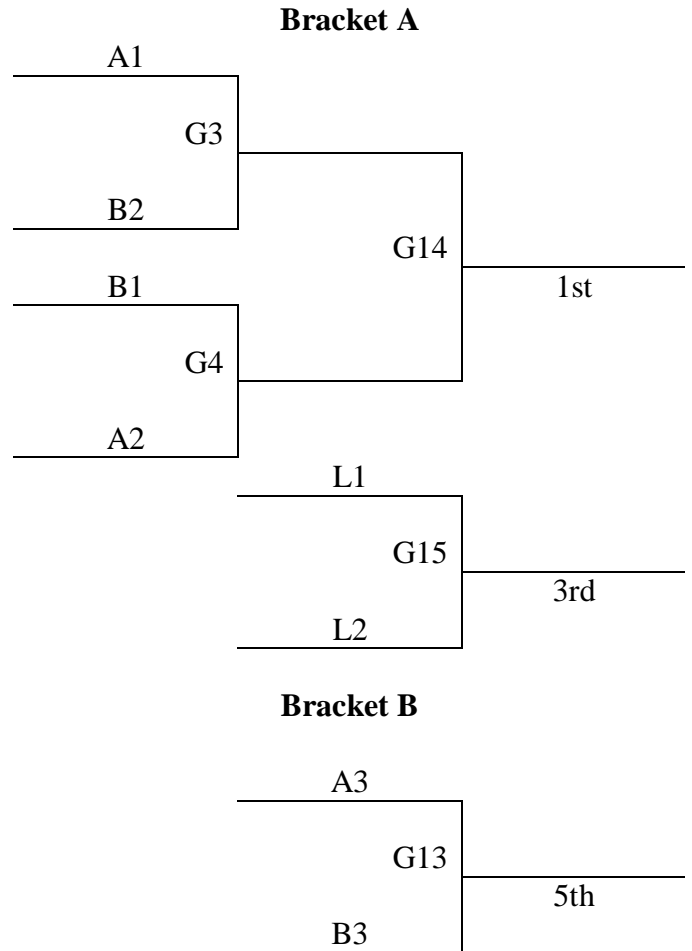 Bracket A
A1
G3
B2
G14
1st
B1
G4
A2
L1
G15
3rd
L2
Bracket B
A3
G13
5th
B3